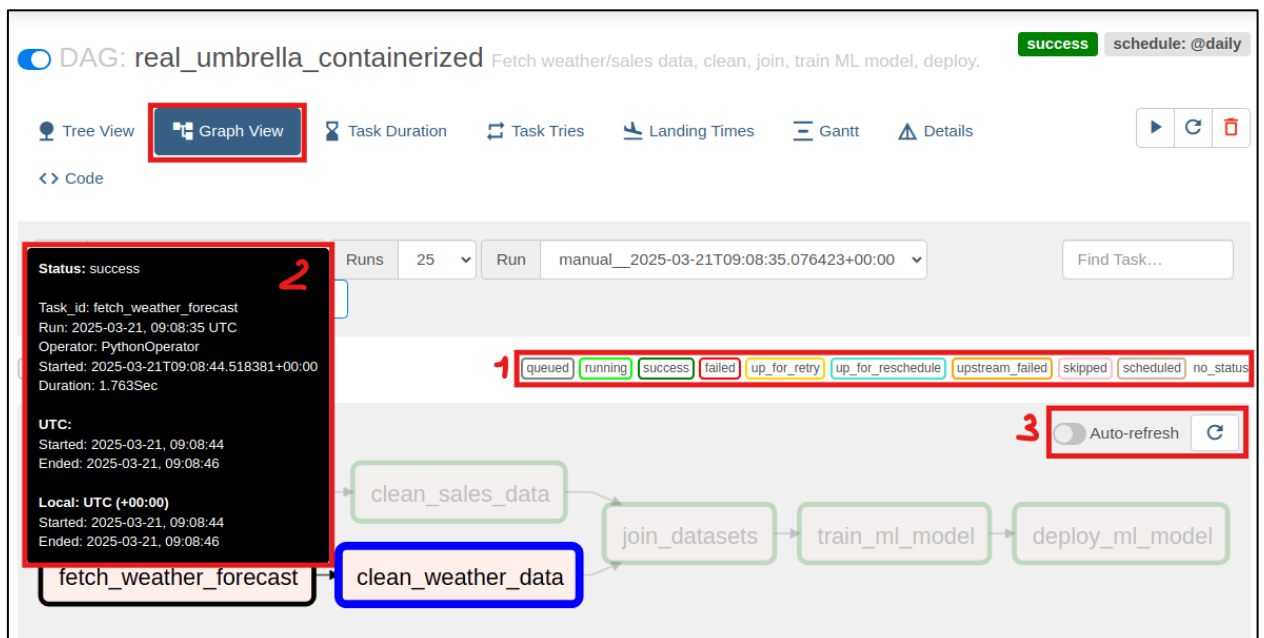 DAG: real_umbrella_containerized Fetch weather/sales data, clean, join, train ML model, deploy.
success schedule: @daily
Tree View Graph View Task Duration Task Tries Landing Times Gantt Details
<> Code
Runs 25 Run manual__2025-03-21T09:08:35.076423+00:00 Find Task…
Status: success
2
Task_id: fetch_weather_forecast
Run: 2025-03-21, 09:08:35 UTC
Operator: PythonOperator
Started: 2025-03-21T09:08:44.518381+00:00
Duration: 1.763Sec
UTC:
Started: 2025-03-21, 09:08:44
Ended: 2025-03-21, 09:08:46
Local: UTC (+00:00)
Started: 2025-03-21, 09:08:44
Ended: 2025-03-21, 09:08:46
1 queued running success failed up_for_retry up_for_reschedule upstream_failed skipped scheduled no_status
3 Auto-refresh
clean_sales_data
join_datasets train_ml_model deploy_ml_model
fetch_weather_forecast clean_weather_data